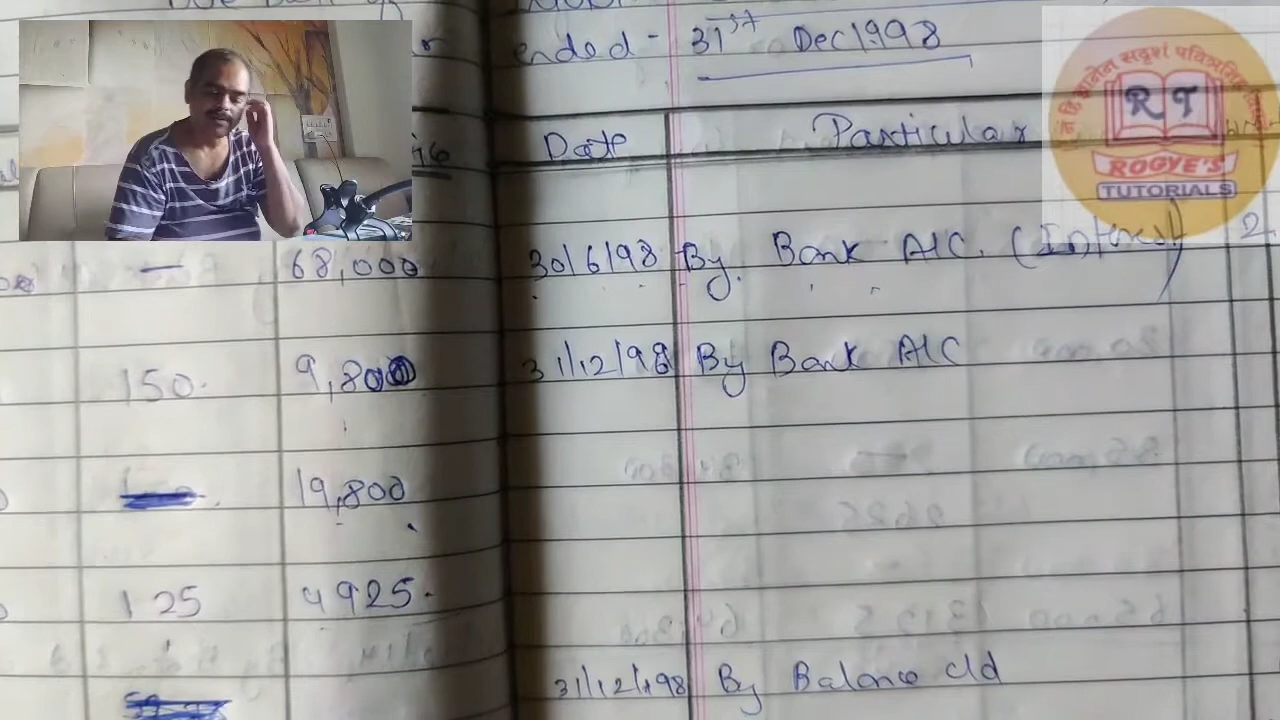 ended - 31st Dec 1998
Date Particular
68,000 30/6/98 By Bank A/C. (Interest) 2
150. 9,800 31/12/98 By Bank A/C
19,800
125 4925.
31/12/98 By Balance c/d
R T
ROGYE'S
TUTORIALS